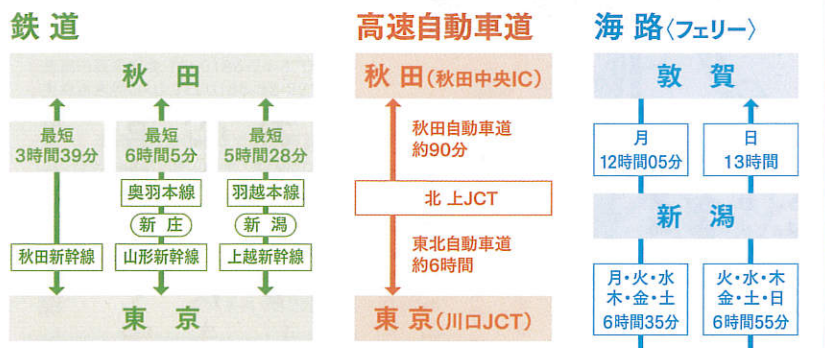 鉄道
秋田
最短
3時間39分
秋田新幹線
最短
6時間5分
奥羽本線
新庄
山形新幹線
最短
5時間28分
羽越本線
新潟
上越新幹線
東京
高速自動車道
秋田(秋田中央IC)
秋田自動車道
約90分
北上JCT
東北自動車道
約6時間
東京(川口JCT)
海路〈フェリー〉
敦賀
月
12時間05分
日
13時間
新潟
月・火・水
木・金・土
6時間35分
火・水・木
金・土・日
6時間55分